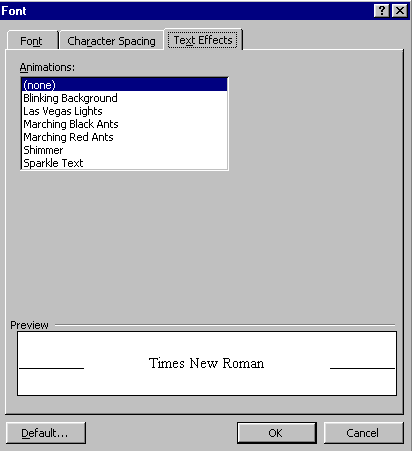 Font
Font Character Spacing Text Effects
Animations:
(none)
Blinking Background
Las Vegas Lights
Marching Black Ants
Marching Red Ants
Shimmer
Sparkle Text
Preview
Times New Roman
Default... OK Cancel